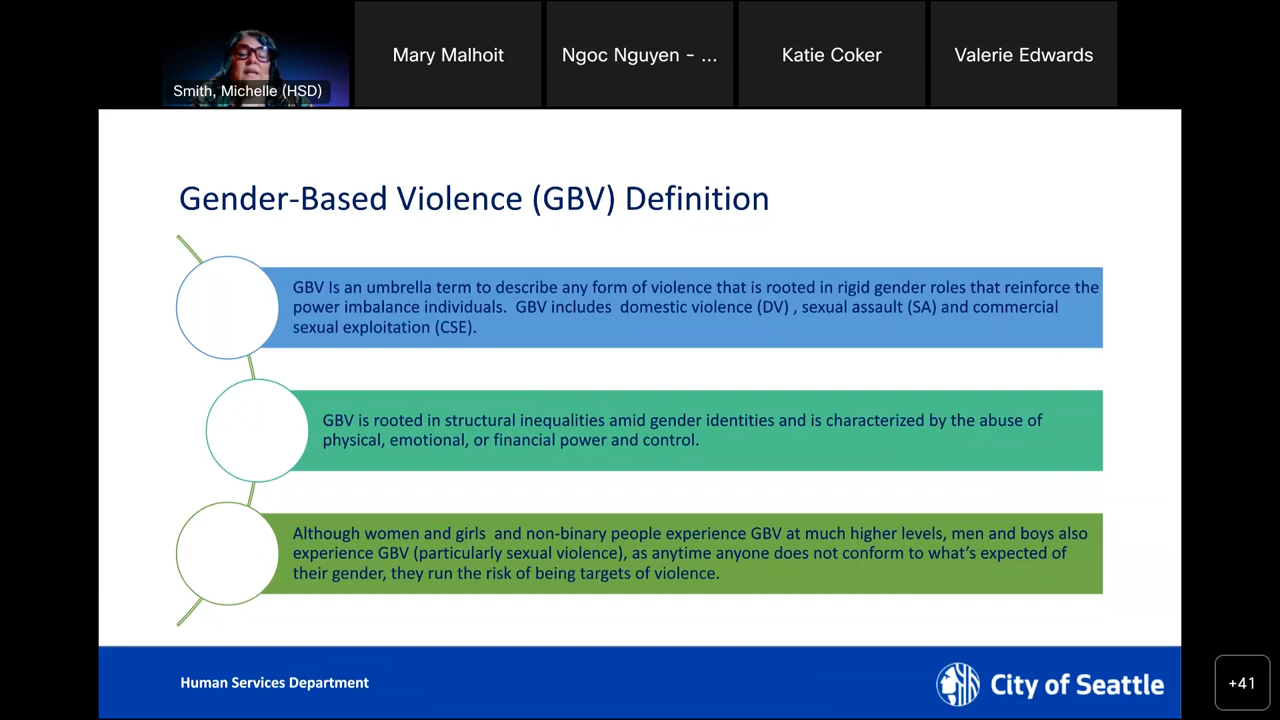 Smith, Michelle (HSD)
Mary Malhoit
Ngoc Nguyen - ...
Katie Coker
Valerie Edwards
Gender-Based Violence (GBV) Definition
GBV Is an umbrella term to describe any form of violence that is rooted in rigid gender roles that reinforce the
power imbalance individuals.  GBV includes  domestic violence (DV) , sexual assault (SA) and commercial
sexual exploitation (CSE).
GBV is rooted in structural inequalities amid gender identities and is characterized by the abuse of
physical, emotional, or financial power and control.
Although women and girls  and non-binary people experience GBV at much higher levels, men and boys also
experience GBV (particularly sexual violence), as anytime anyone does not conform to what’s expected of
their gender, they run the risk of being targets of violence.
Human Services Department
City of Seattle
+41